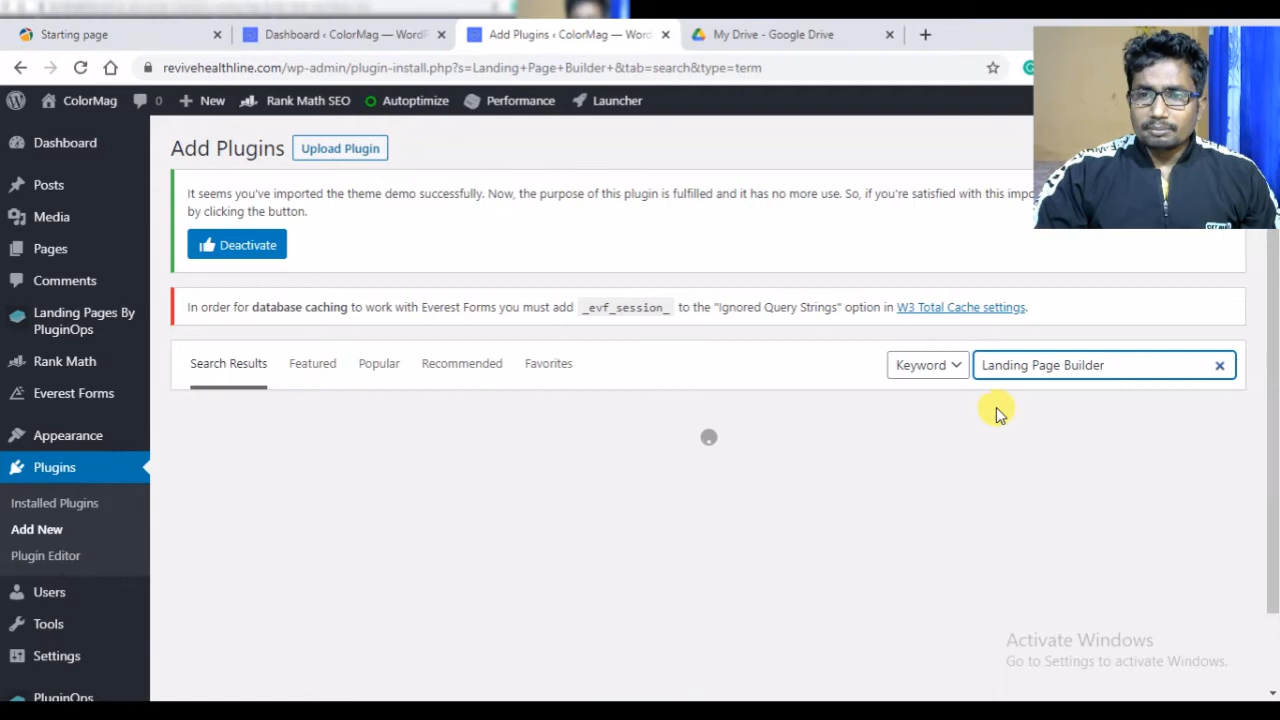 Starting page
Dashboard ‹ ColorMag — WordP
Add Plugins ‹ ColorMag — Word
My Drive - Google Drive
revivehealthline.com/wp-admin/plugin-install.php?s=Landing+Page+Builder+&tab=search&type=term
ColorMag
0
New
Rank Math SEO
Autoptimize
Performance
Launcher
Dashboard
Posts
Media
Pages
Comments
Landing Pages By
PluginOps
Rank Math
Everest Forms
Appearance
Plugins
Installed Plugins
Add New
Plugin Editor
Users
Tools
Settings
PluginOps
Add Plugins
Upload Plugin
It seems you've imported the theme demo successfully. Now, the purpose of this plugin is fulfilled and it has no more use. So, if you're satisfied with this impo
by clicking the button.
Deactivate
In order for database caching to work with Everest Forms you must add _evf_session_ to the "Ignored Query Strings" option in W3 Total Cache settings.
Search Results
Featured
Popular
Recommended
Favorites
Keyword
Landing Page Builder
Activate Windows
Go to Settings to activate Windows.